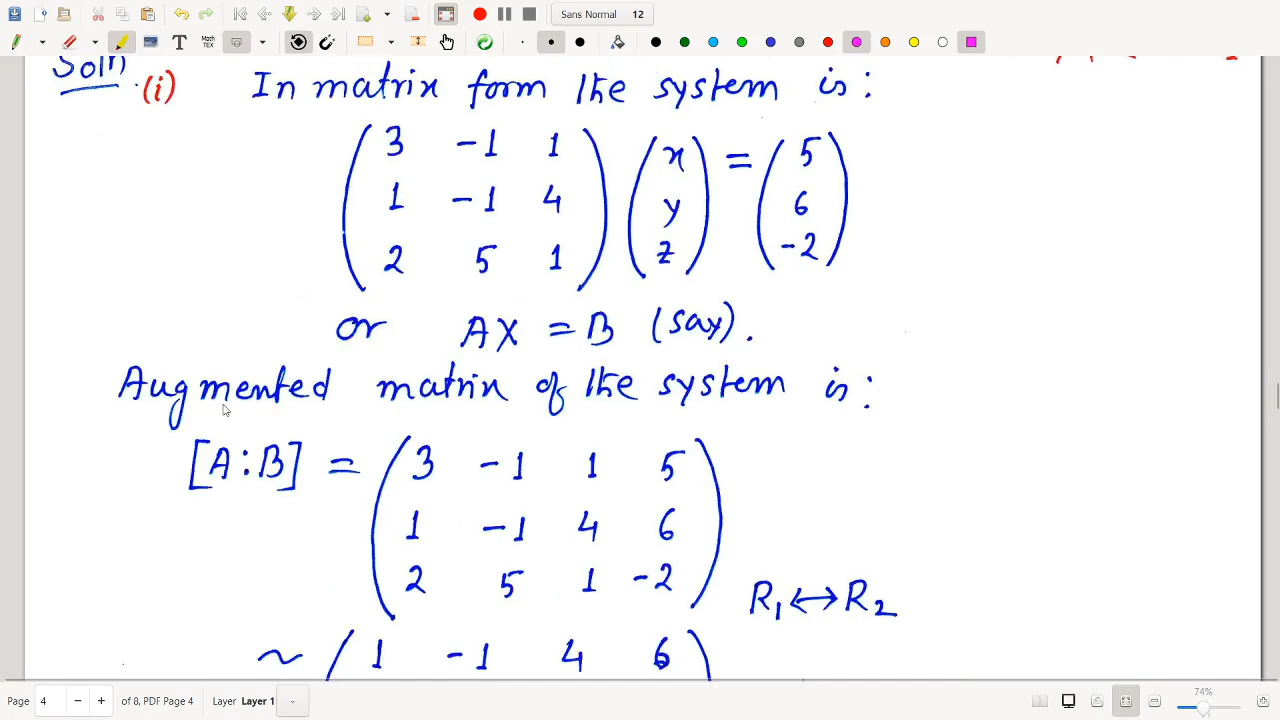 Sans Normal 12
T Math TEX
Soln
(i) In matrix form the system is:
3 -1 1 x = 5
1 -1 4 y 6
2 5 1 z -2
or AX = B (say).
Augmented matrix of the system is:
[A:B] = 3 -1 1 5
1 -1 4 6
2 5 1 -2 R1↔R2
~ 1 -1 4 6
Page 4 of 8, PDF Page 4 Layer Layer 1 74%